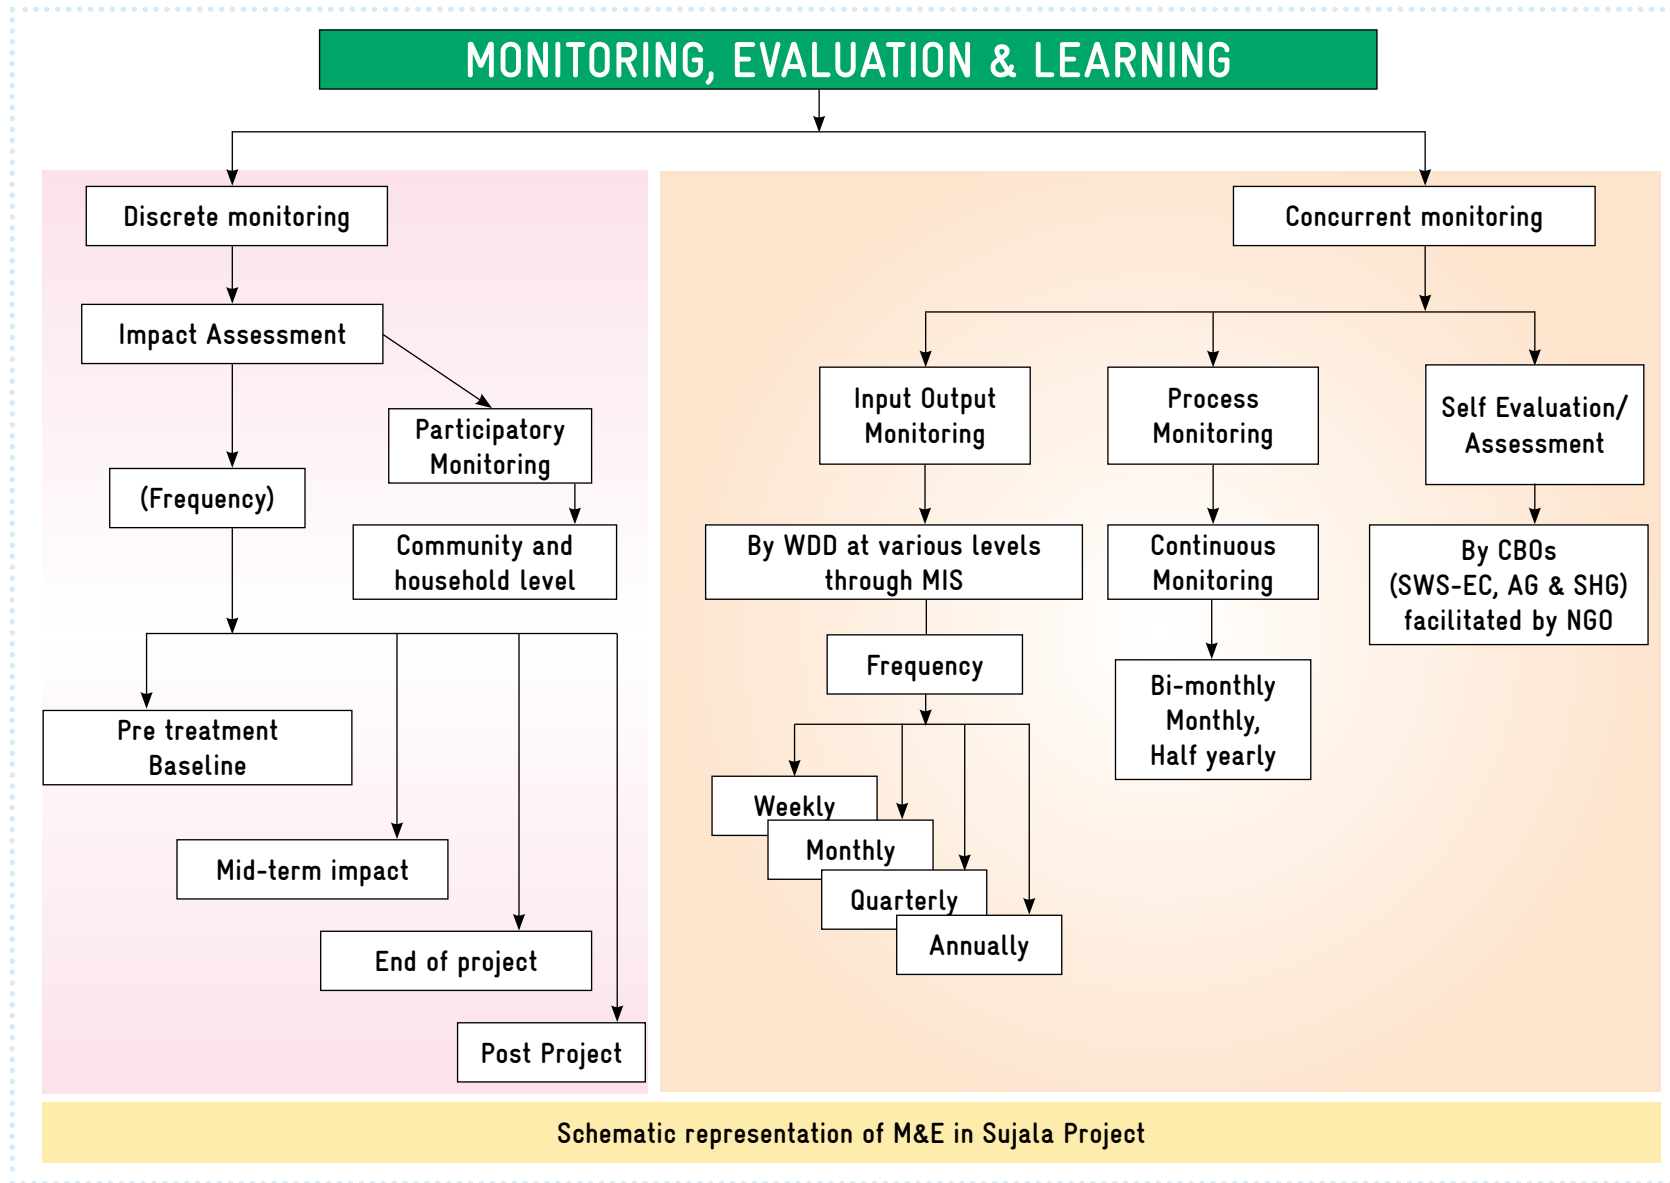 MONITORING, EVALUATION & LEARNING
Discrete monitoring
Impact Assessment
Participatory
Monitoring
(Frequency)
Community and
household level
Pre treatment
Baseline
Mid-term impact
End of project
Post Project
Concurrent monitoring
Input Output
Monitoring
By WDD at various levels
through MIS
Frequency
Weekly
Monthly
Quarterly
Annually
Process
Monitoring
Continuous
Monitoring
Bi-monthly
Monthly,
Half yearly
Self Evaluation/
Assessment
By CBOs
(SWS-EC, AG & SHG)
facilitated by NGO
Schematic representation of M&E in Sujala Project